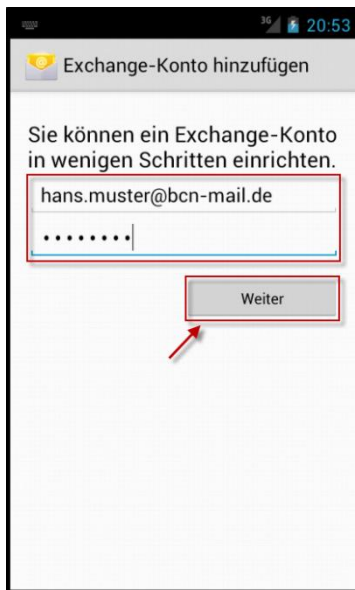 3G 20:53
Exchange-Konto hinzufügen
Sie können ein Exchange-Konto
in wenigen Schritten einrichten.
hans.muster@bcn-mail.de
••••••••
Weiter